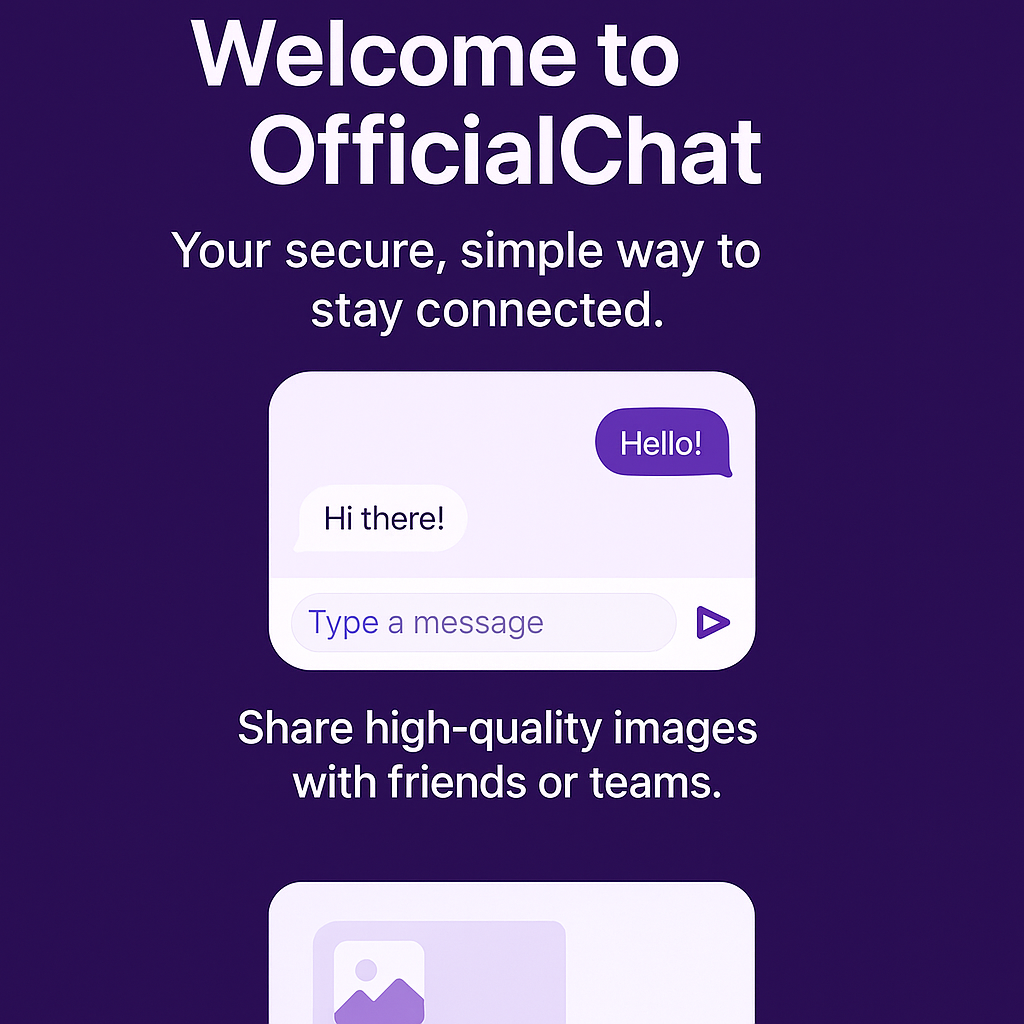 Welcome to
OfficialChat
Your secure, simple way to
stay connected.
Hello!
Hi there!
Type a message
Share high-quality images
with friends or teams.